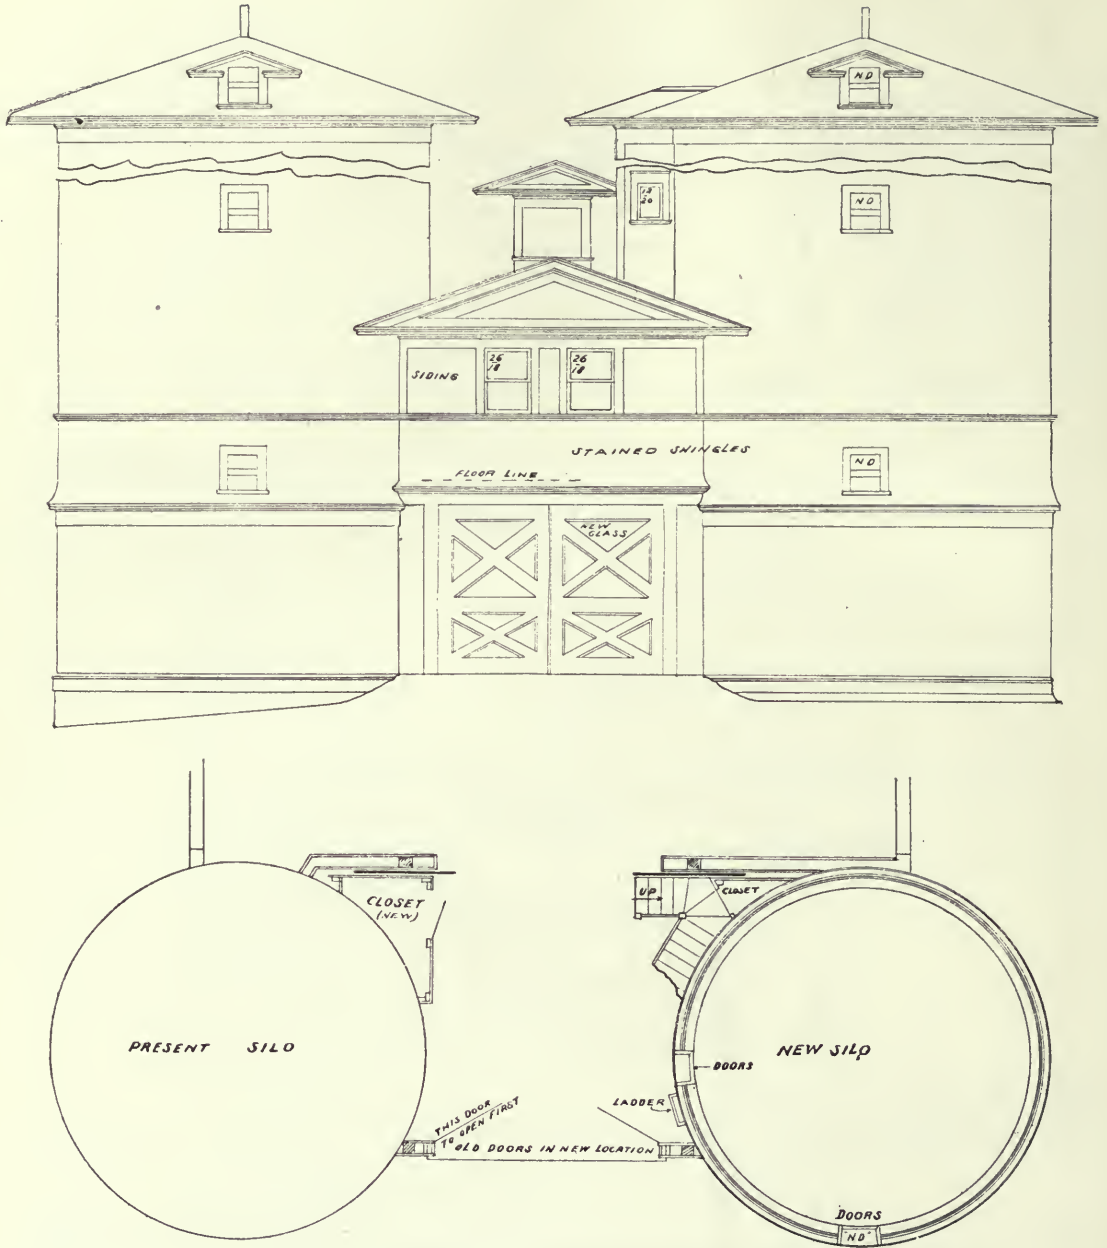 ND
12
20
ND
26
18
26
18
SIDING
STAINED SHINGLES
FLOOR LINE
ND
NEW
GLASS
CLOSET
(NEW)
UP
CLOSET
PRESENT SILO
NEW SILO
DOORS
LADDER
THIS DOOR
TO OPEN FIRST
OLD DOORS IN NEW LOCATION
DOORS
"ND"